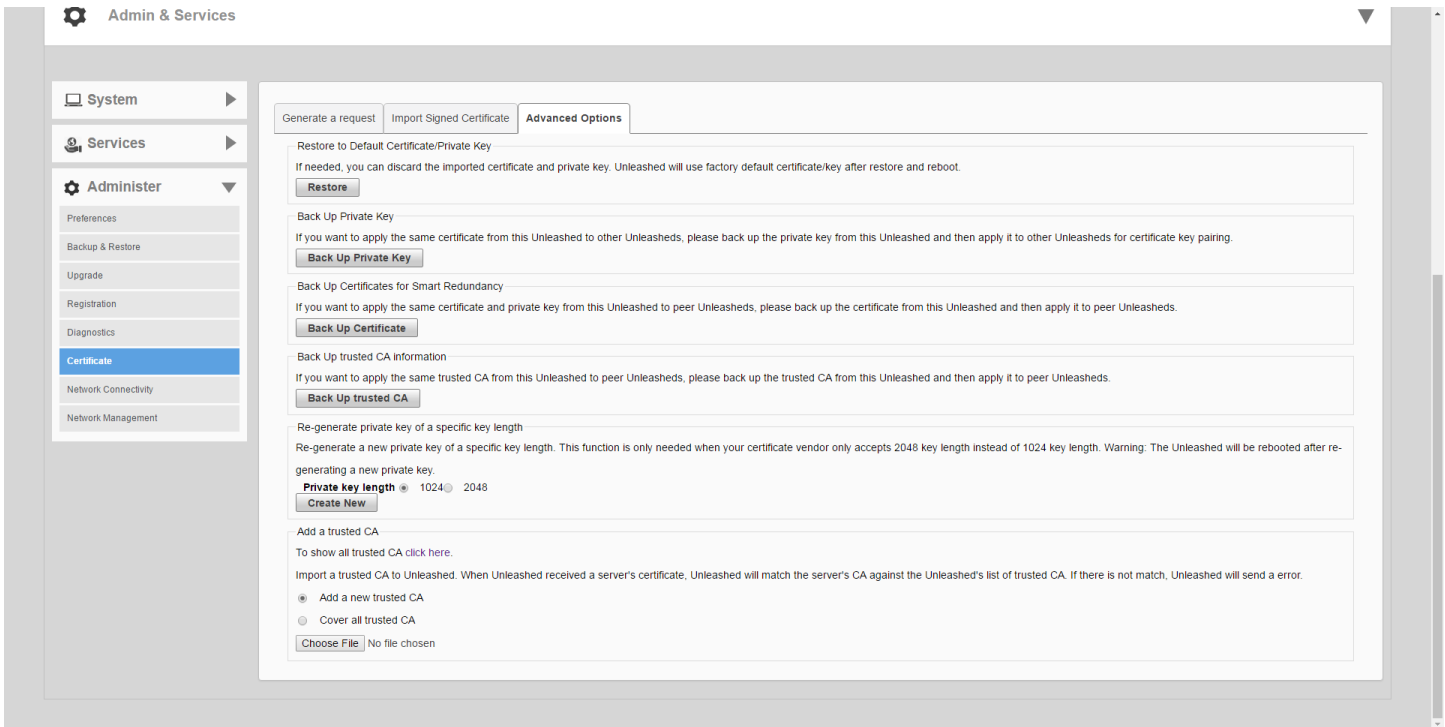 Admin & Services
System
Services
Administer
Preferences
Backup & Restore
Upgrade
Registration
Diagnostics
Certificate
Network Connectivity
Network Management
Generate a request
Import Signed Certificate
Advanced Options
Restore to Default Certificate/Private Key
If needed, you can discard the imported certificate and private key. Unleashed will use factory default certificate/key after restore and reboot.
Restore
Back Up Private Key
If you want to apply the same certificate from this Unleashed to other Unleasheds, please back up the private key from this Unleashed and then apply it to other Unleasheds for certificate key pairing.
Back Up Private Key
Back Up Certificates for Smart Redundancy
If you want to apply the same certificate and private key from this Unleashed to peer Unleasheds, please back up the certificate from this Unleashed and then apply it to peer Unleasheds.
Back Up Certificate
Back Up trusted CA information
If you want to apply the same trusted CA from this Unleashed to peer Unleasheds, please back up the trusted CA from this Unleashed and then apply it to peer Unleasheds.
Back Up trusted CA
Re-generate private key of a specific key length
Re-generate a new private key of a specific key length. This function is only needed when your certificate vendor only accepts 2048 key length instead of 1024 key length. Warning: The Unleashed will be rebooted after re-
generating a new private key.
Private key length 1024 2048
Create New
Add a trusted CA
To show all trusted CA click here.
Import a trusted CA to Unleashed. When Unleashed received a server's certificate, Unleashed will match the server's CA against the Unleashed's list of trusted CA. If there is not match, Unleashed will send a error.
Add a new trusted CA
Cover all trusted CA
Choose File No file chosen